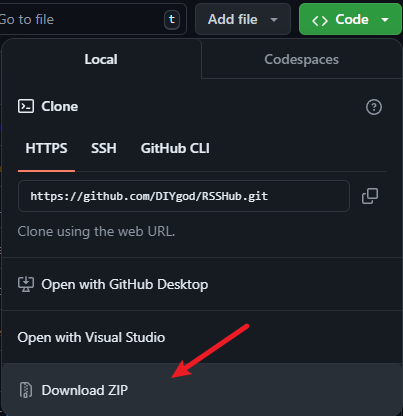 Go to file t Add file Code
Local Codespaces
Clone
HTTPS SSH GitHub CLI
https://github.com/DIYgod/RSSHub.git
Clone using the web URL.
Open with GitHub Desktop
Open with Visual Studio
Download ZIP